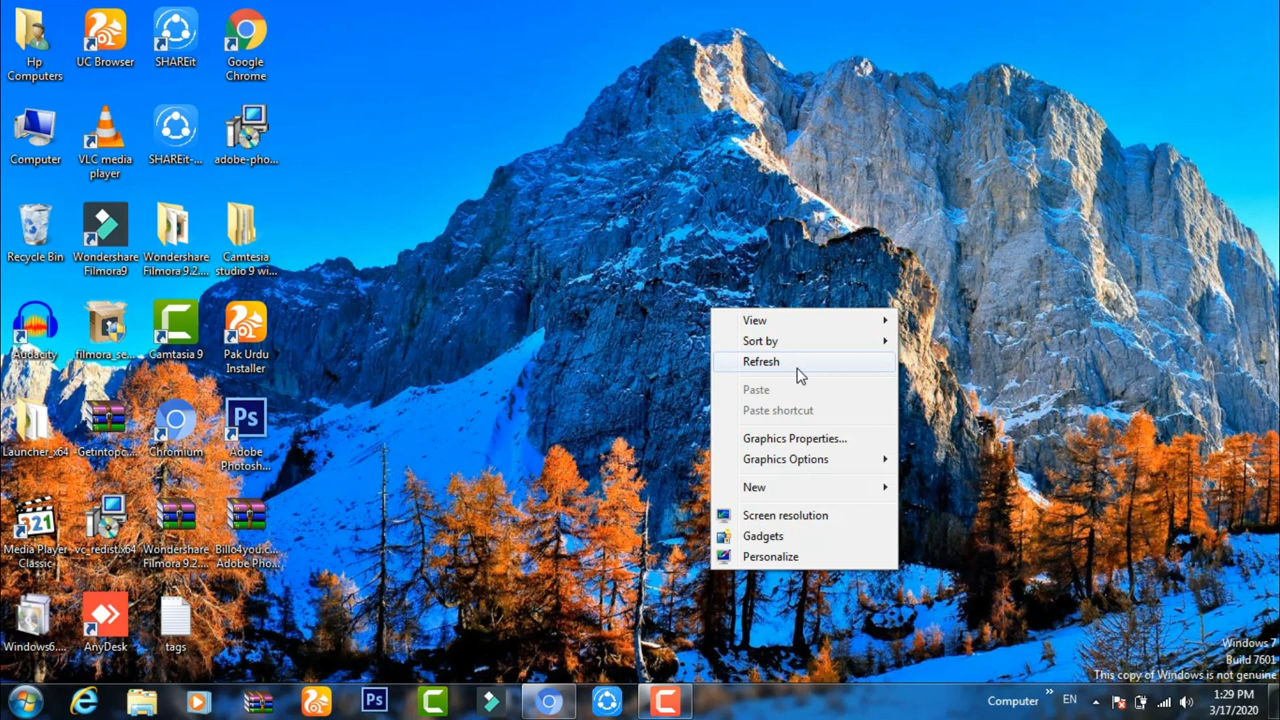 Hp
Computers
UC Browser
SHAREit
Google
Chrome
Computer
VLC media
player
SHAREit-...
adobe-pho...
Recycle Bin
Wondershare
Filmora9
Wondershare
Filmora 9.2....
Camtesia
studio 9 wi...
Audacity
filmora_se...
Camtasia 9
Pak Urdu
Installer
Launcher_x64
-Getintopc....
Chromium
Ps
Adobe
Photosh...
321
Media Player
Classic
vc_redist.x64
Wondershare
Filmora 9.2....
Billo4you.c...
Adobe Pho...
Windows6....
AnyDesk
tags
View
Sort by
Refresh
Paste
Paste shortcut
Graphics Properties...
Graphics Options
New
Screen resolution
Gadgets
Personalize
Windows 7
Build 7601
This copy of Windows is not genuine
Ps
Computer
EN
1:29 PM
3/17/2020